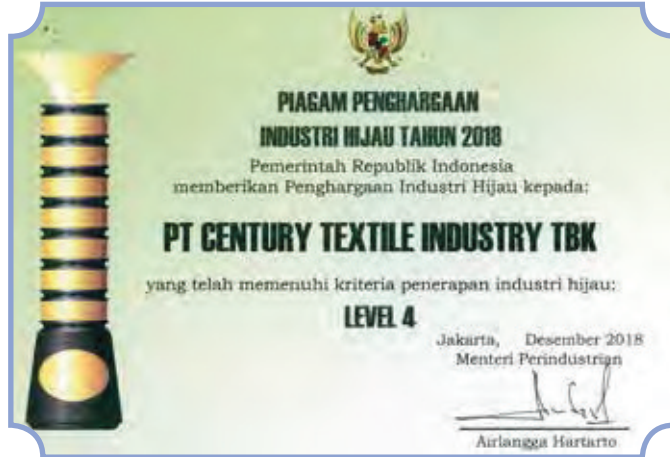 PIAGAM PENGHARGAAN
INDUSTRI HIJAU TAHUN 2018
Pemerintah Republik Indonesia
memberikan Penghargaan Industri Hijau kepada:
PT CENTURY TEXTILE INDUSTRY TBK
yang telah memenuhi kriteria penerapan industri hijau:
LEVEL 4
Jakarta, Desember 2018
Menteri Perindustrian
Airlangga Hartarto